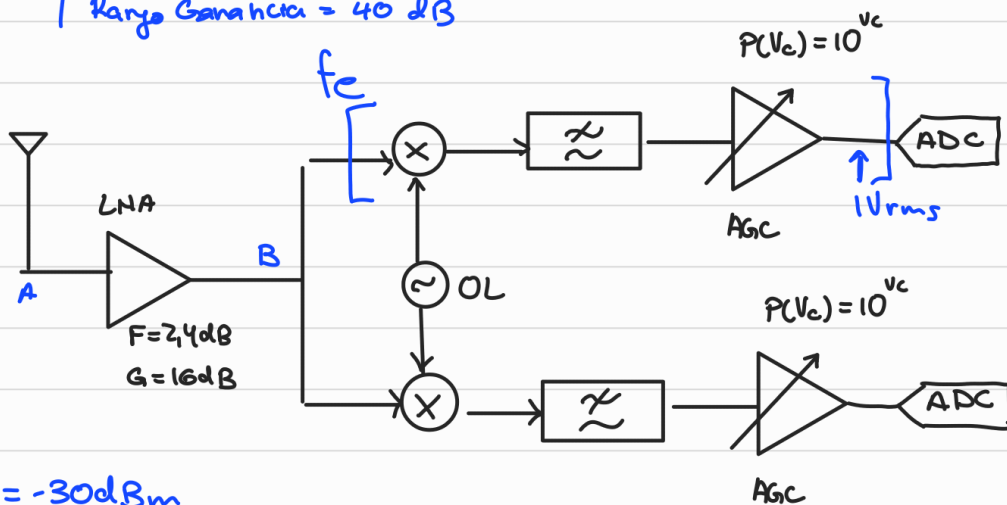 Rango Ganancia = 40 dB
P(Vc) = 10^Vc
fe
ADC
1Vrms
LNA
AGC
B
A
OL
F=2,4dB
G=16dB
P(Vc) = 10^Vc
ADC
= -30dBm
AGC